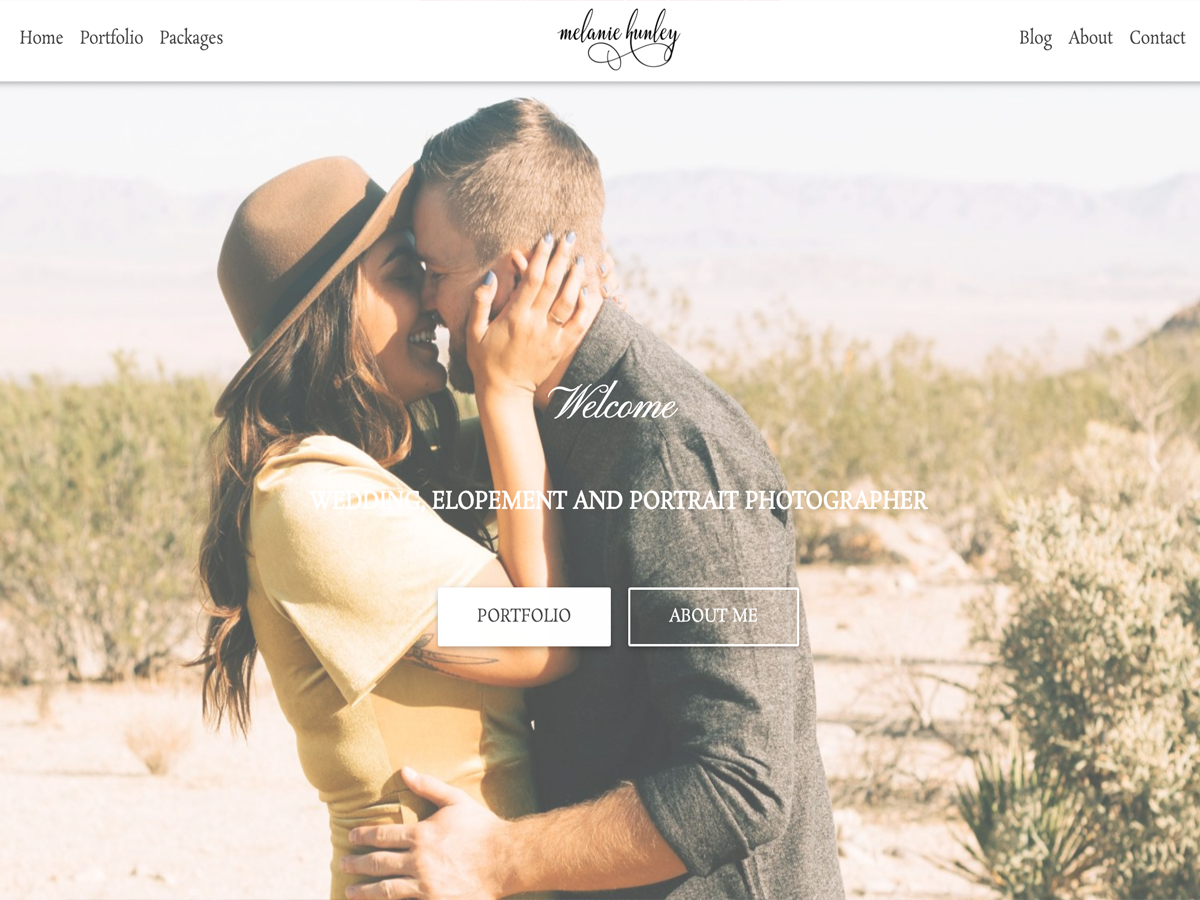 Home Portfolio Packages
melanie hunley
Blog About Contact
Welcome
WEDDING, ELOPEMENT AND PORTRAIT PHOTOGRAPHER
PORTFOLIO ABOUT ME